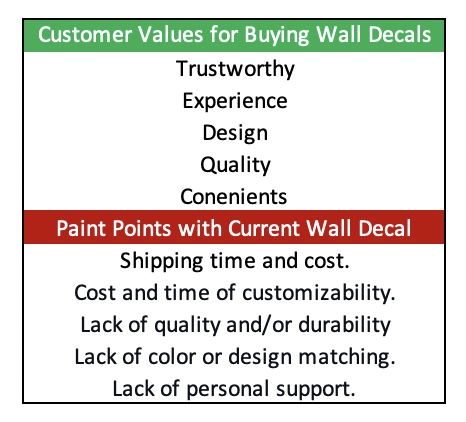 Customer Values for Buying Wall Decals
Trustworthy
Experience
Design
Quality
Conenients
Paint Points with Current Wall Decal
Shipping time and cost.
Cost and time of customizability.
Lack of quality and/or durability
Lack of color or design matching.
Lack of personal support.